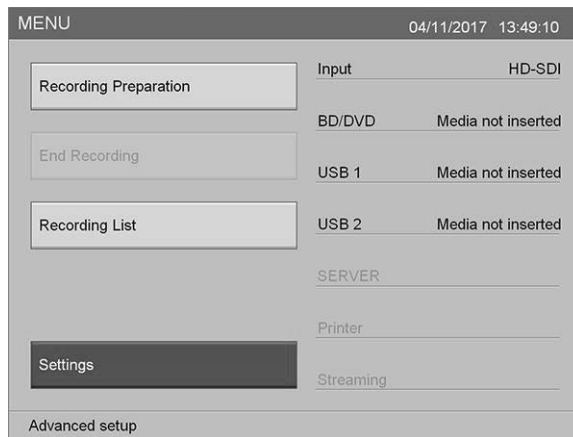 MENU 04/11/2017 13:49:10
Recording Preparation
End Recording
Recording List
Settings
Input HD-SDI
BD/DVD Media not inserted
USB 1 Media not inserted
USB 2 Media not inserted
SERVER
Printer
Streaming
Advanced setup